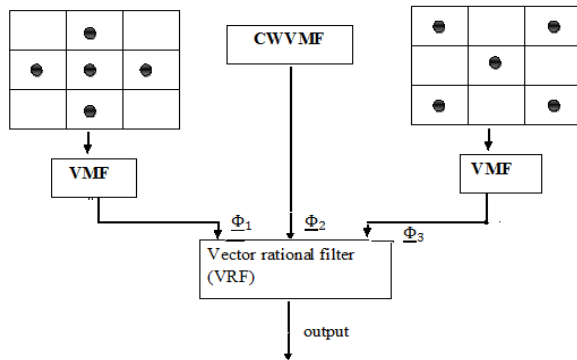 CWVMF
VMF
VMF
Φ1
Φ2
Φ3
Vector rational filter
(VRF)
output